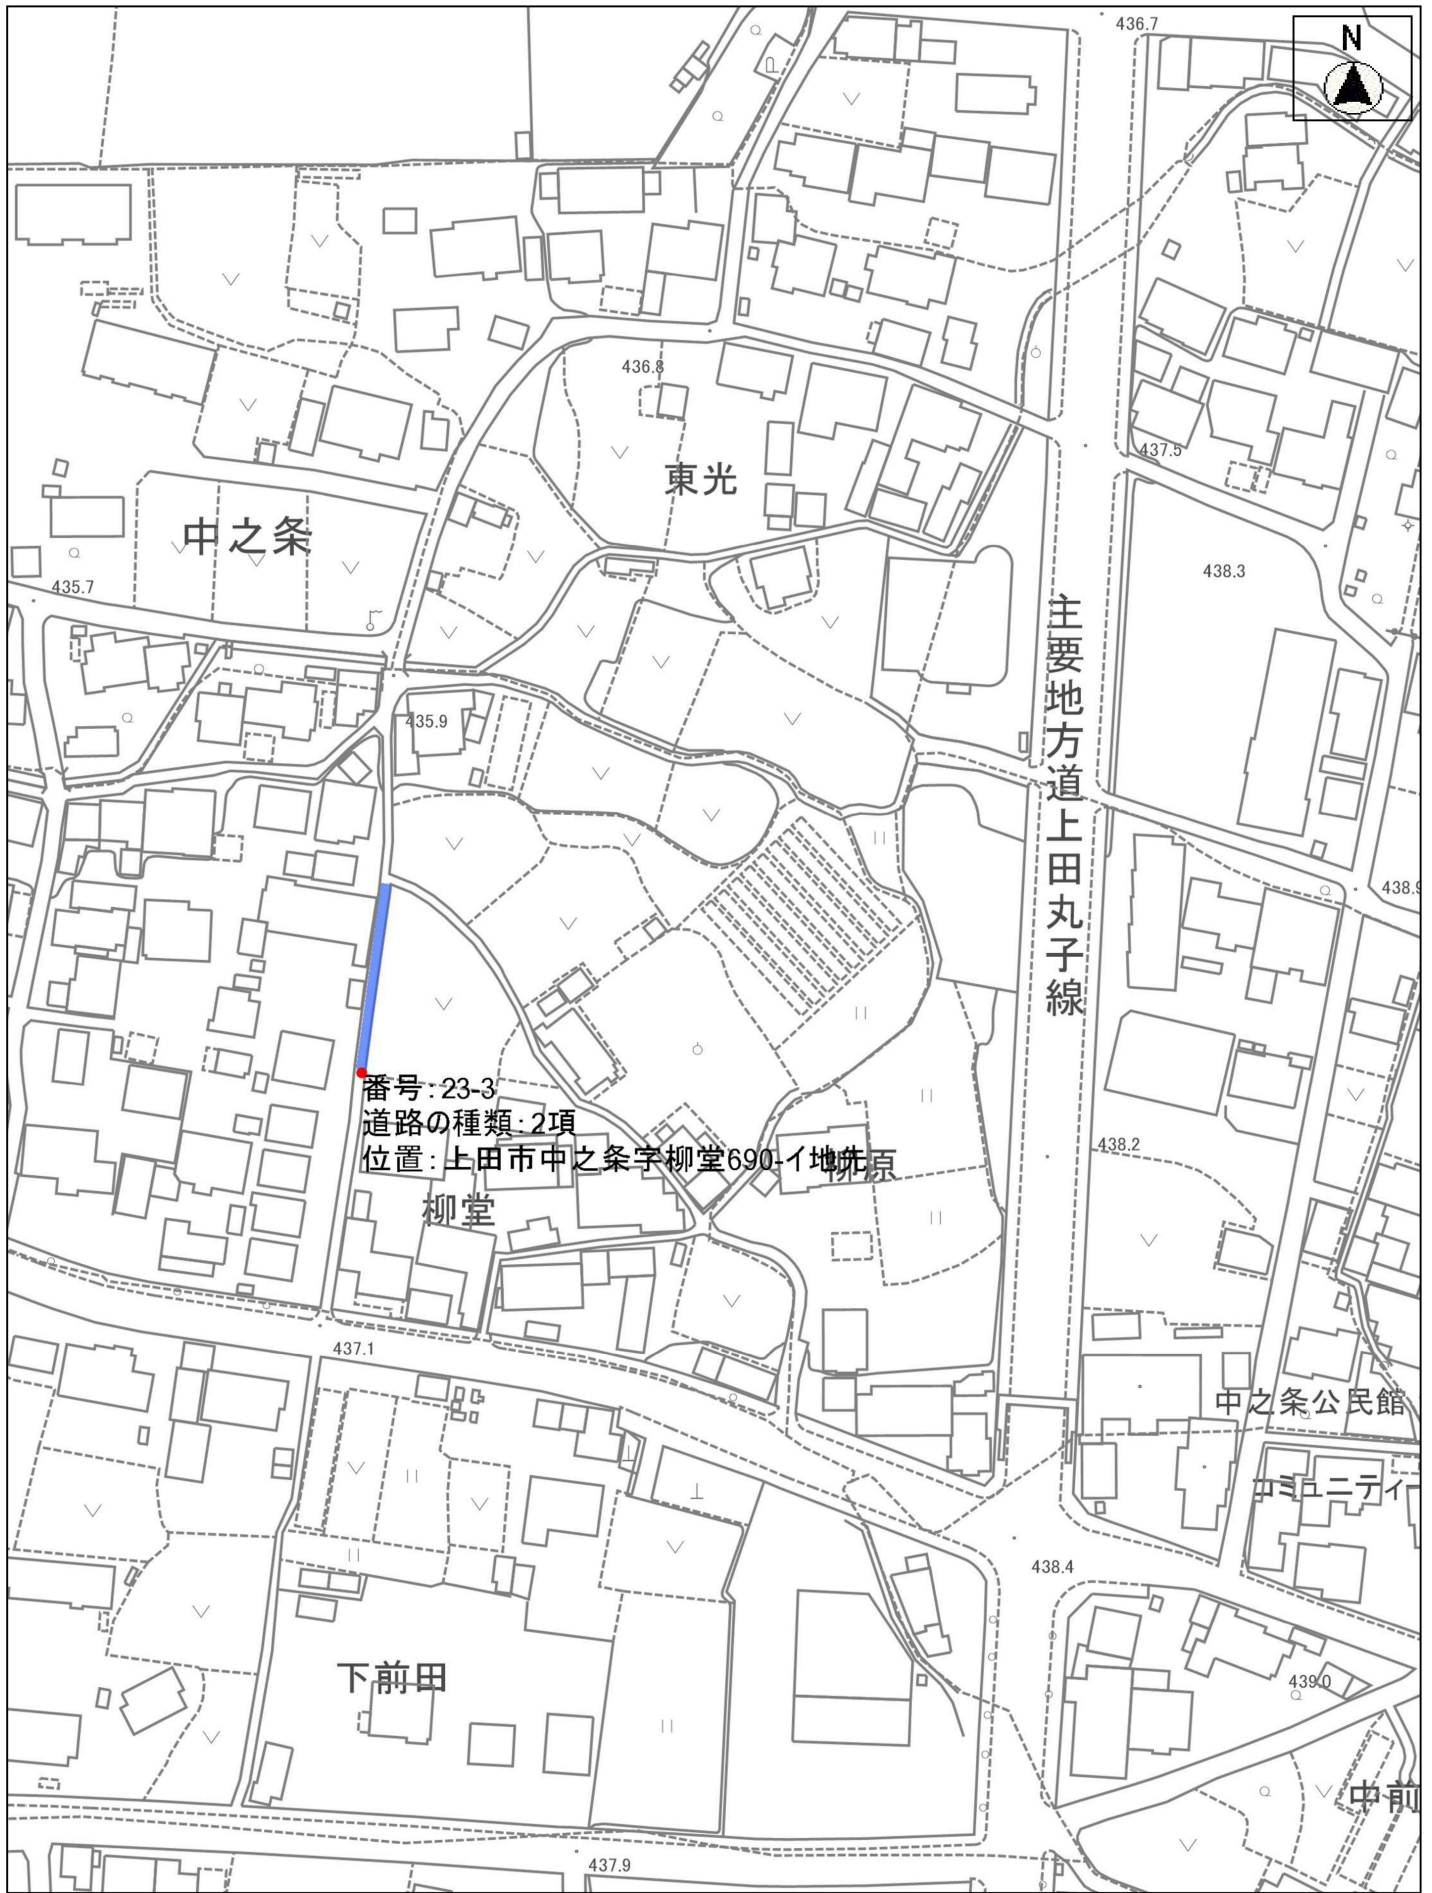 436.7
N
436.8
東光
437.5
中之条
438.3
435.7
主要地方道上田丸子線
435.9
438.9
番号:23-3
道路の種類:2項
位置:上田市中之条字柳堂690-イ地先
438.2
柳原
柳堂
437.1
中之条公民館
コミュニティ
438.4
下前田
439.0
中前
437.9